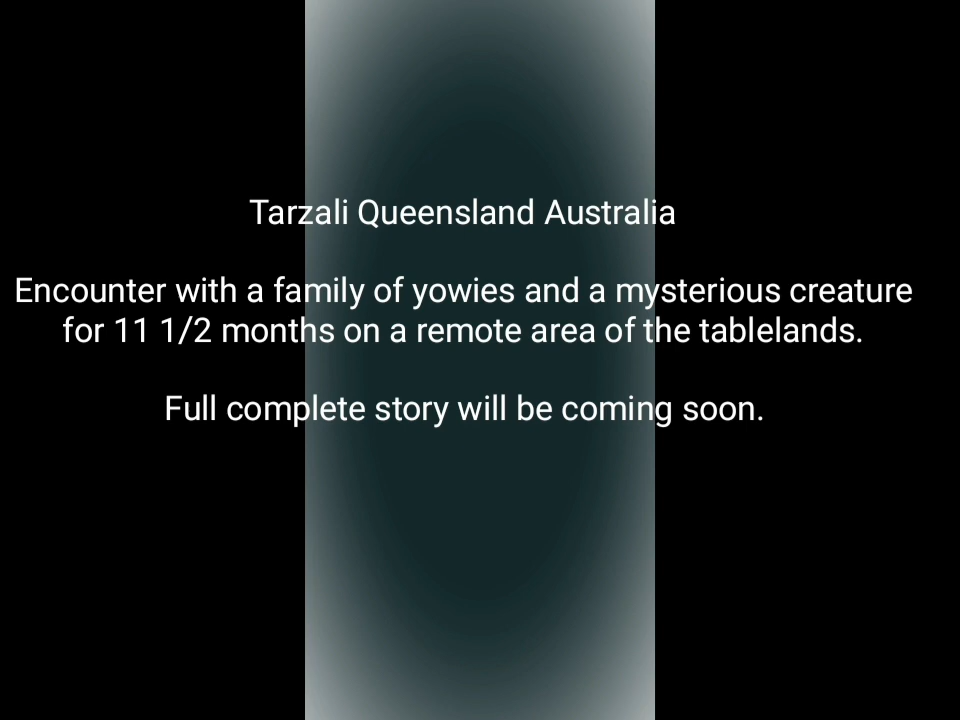 Tarzali Queensland Australia
Encounter with a family of yowies and a mysterious creature
for 11 1/2 months on a remote area of the tablelands.
Full complete story will be coming soon.